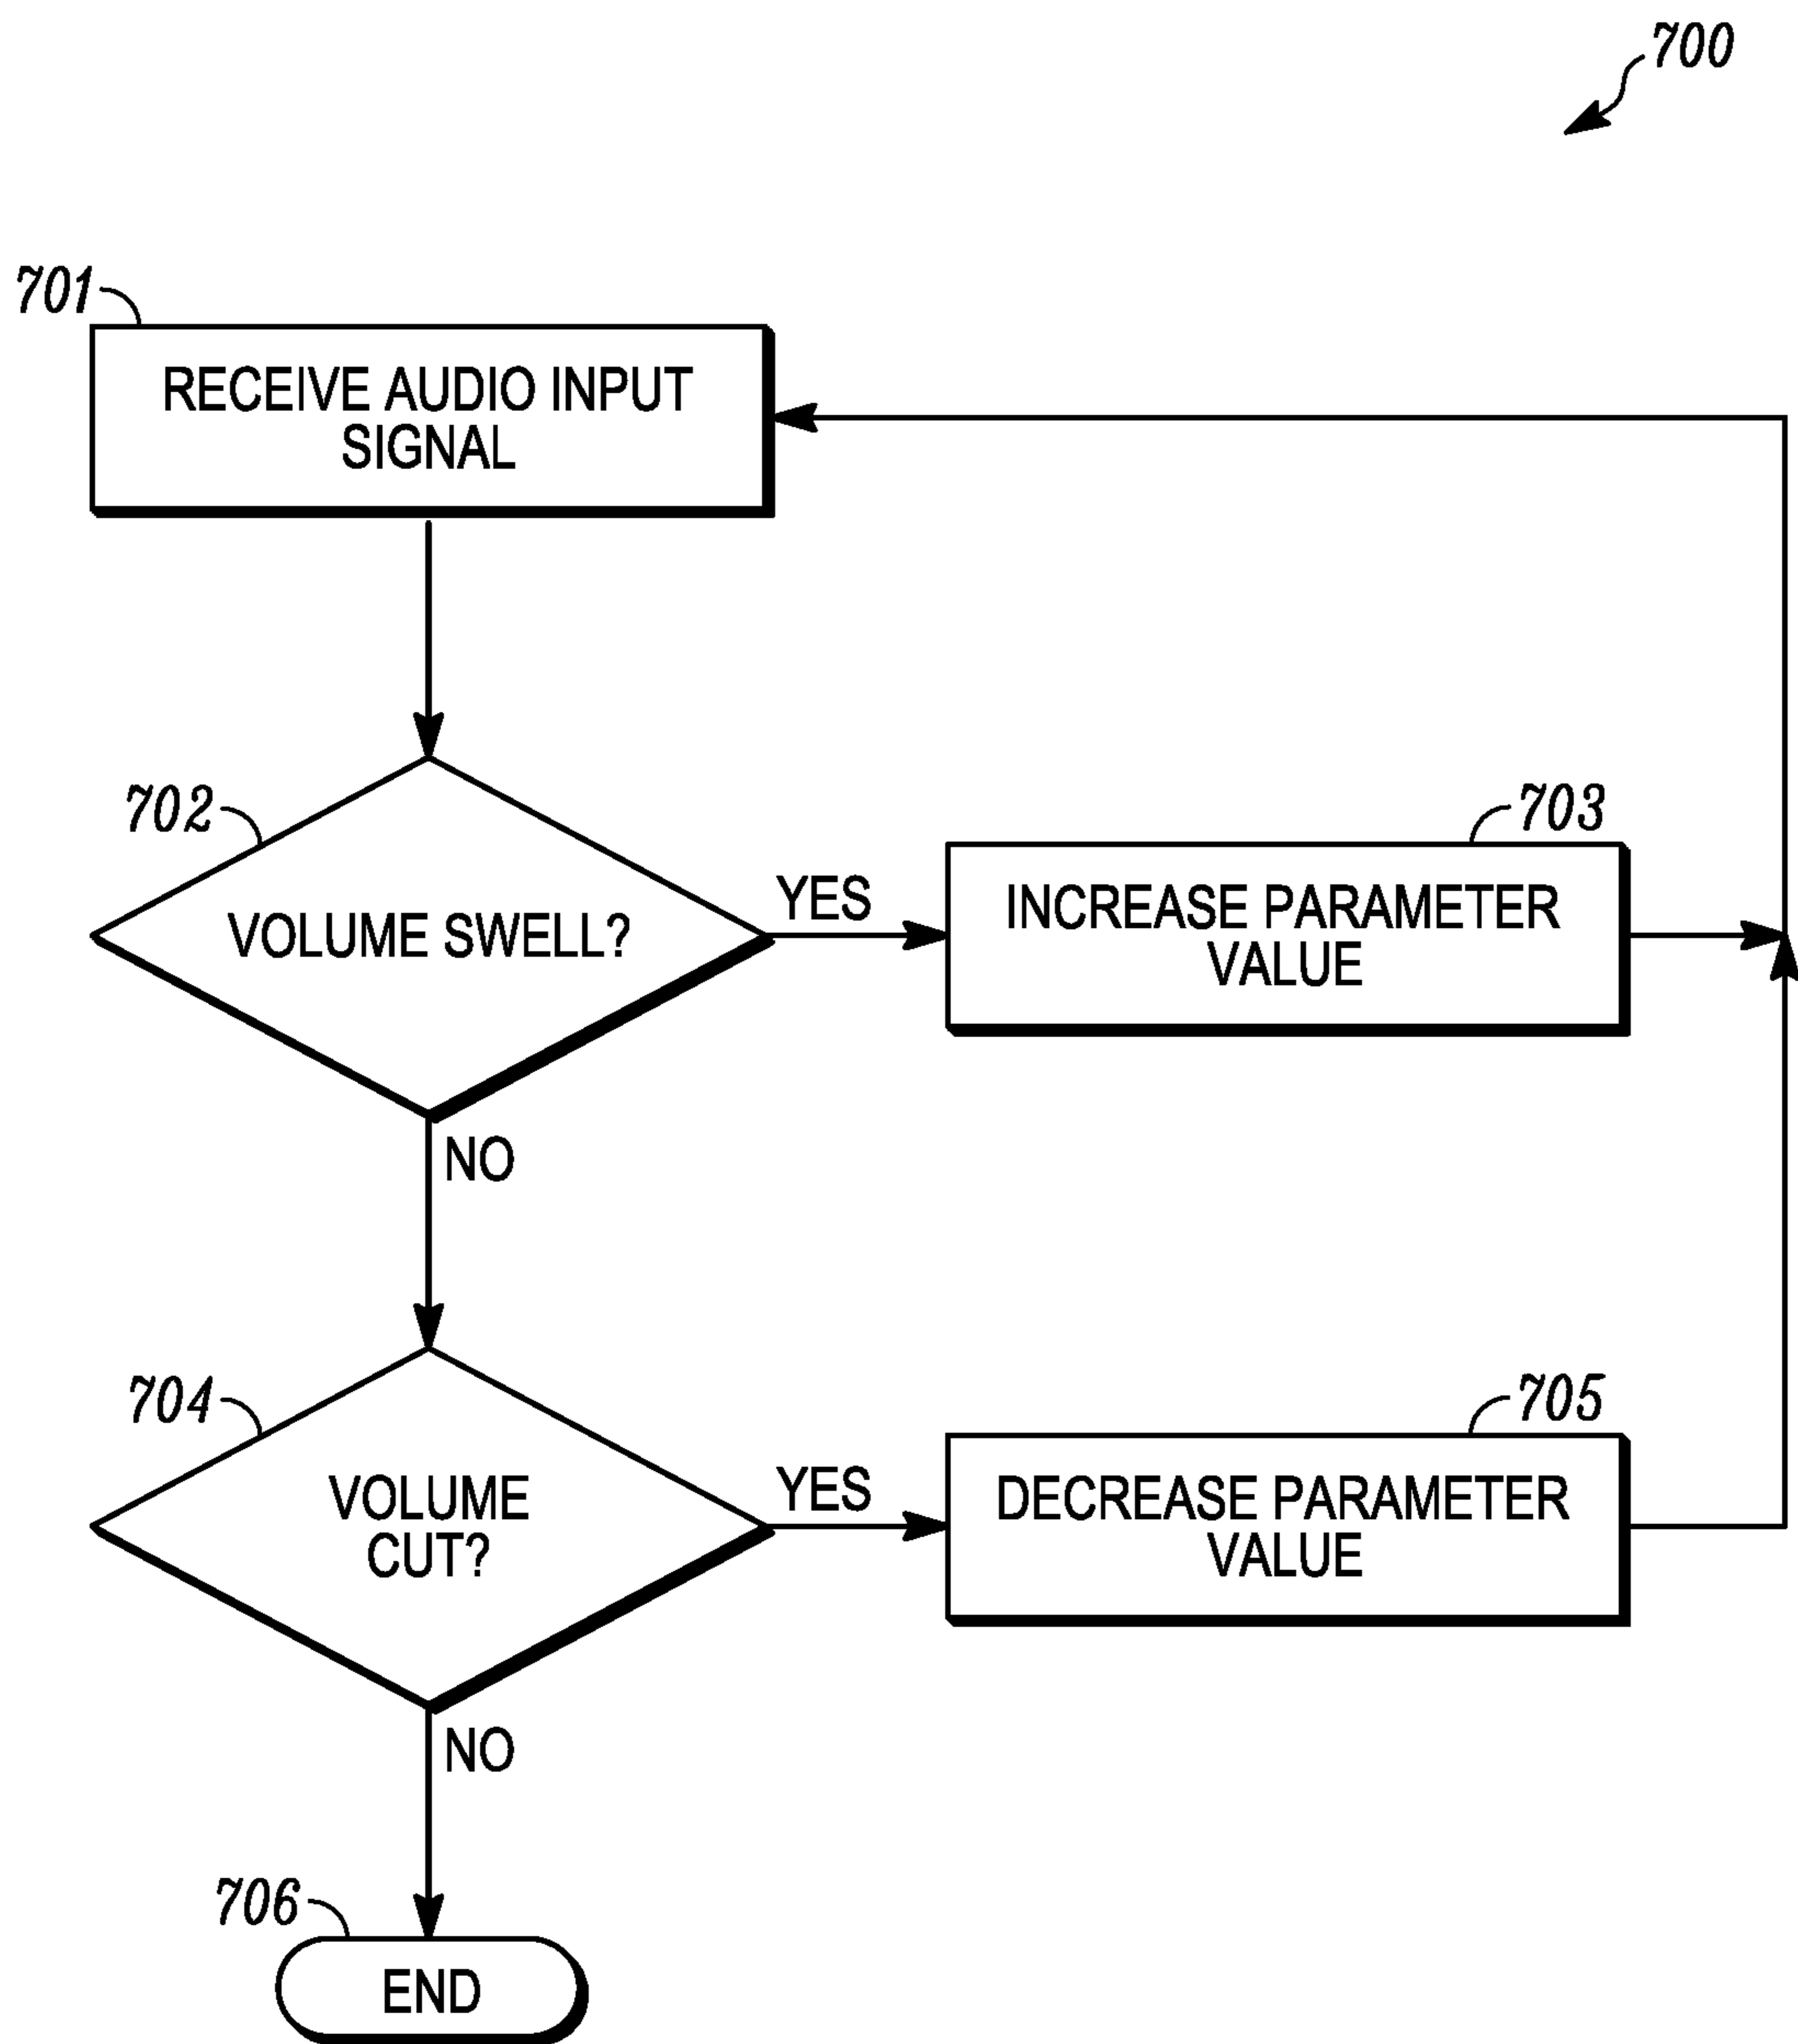 700
701
RECEIVE AUDIO INPUT
SIGNAL
702
VOLUME SWELL?
YES
703
INCREASE PARAMETER
VALUE
NO
704
VOLUME
CUT?
YES
705
DECREASE PARAMETER
VALUE
NO
706
END